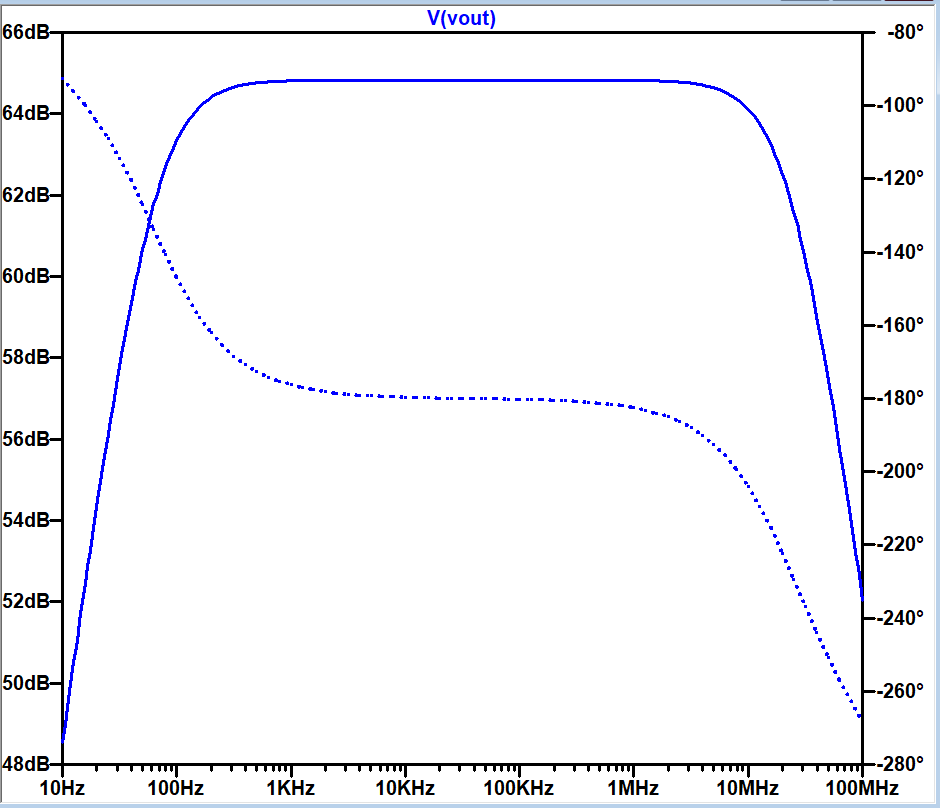 V(vout)
66dB
-80°
64dB
-100°
62dB
-120°
60dB
-140°
58dB
-160°
56dB
-180°
54dB
-200°
52dB
-220°
50dB
-240°
48dB
-260°
-280°
10Hz 100Hz 1KHz 10KHz 100KHz 1MHz 10MHz 100MHz